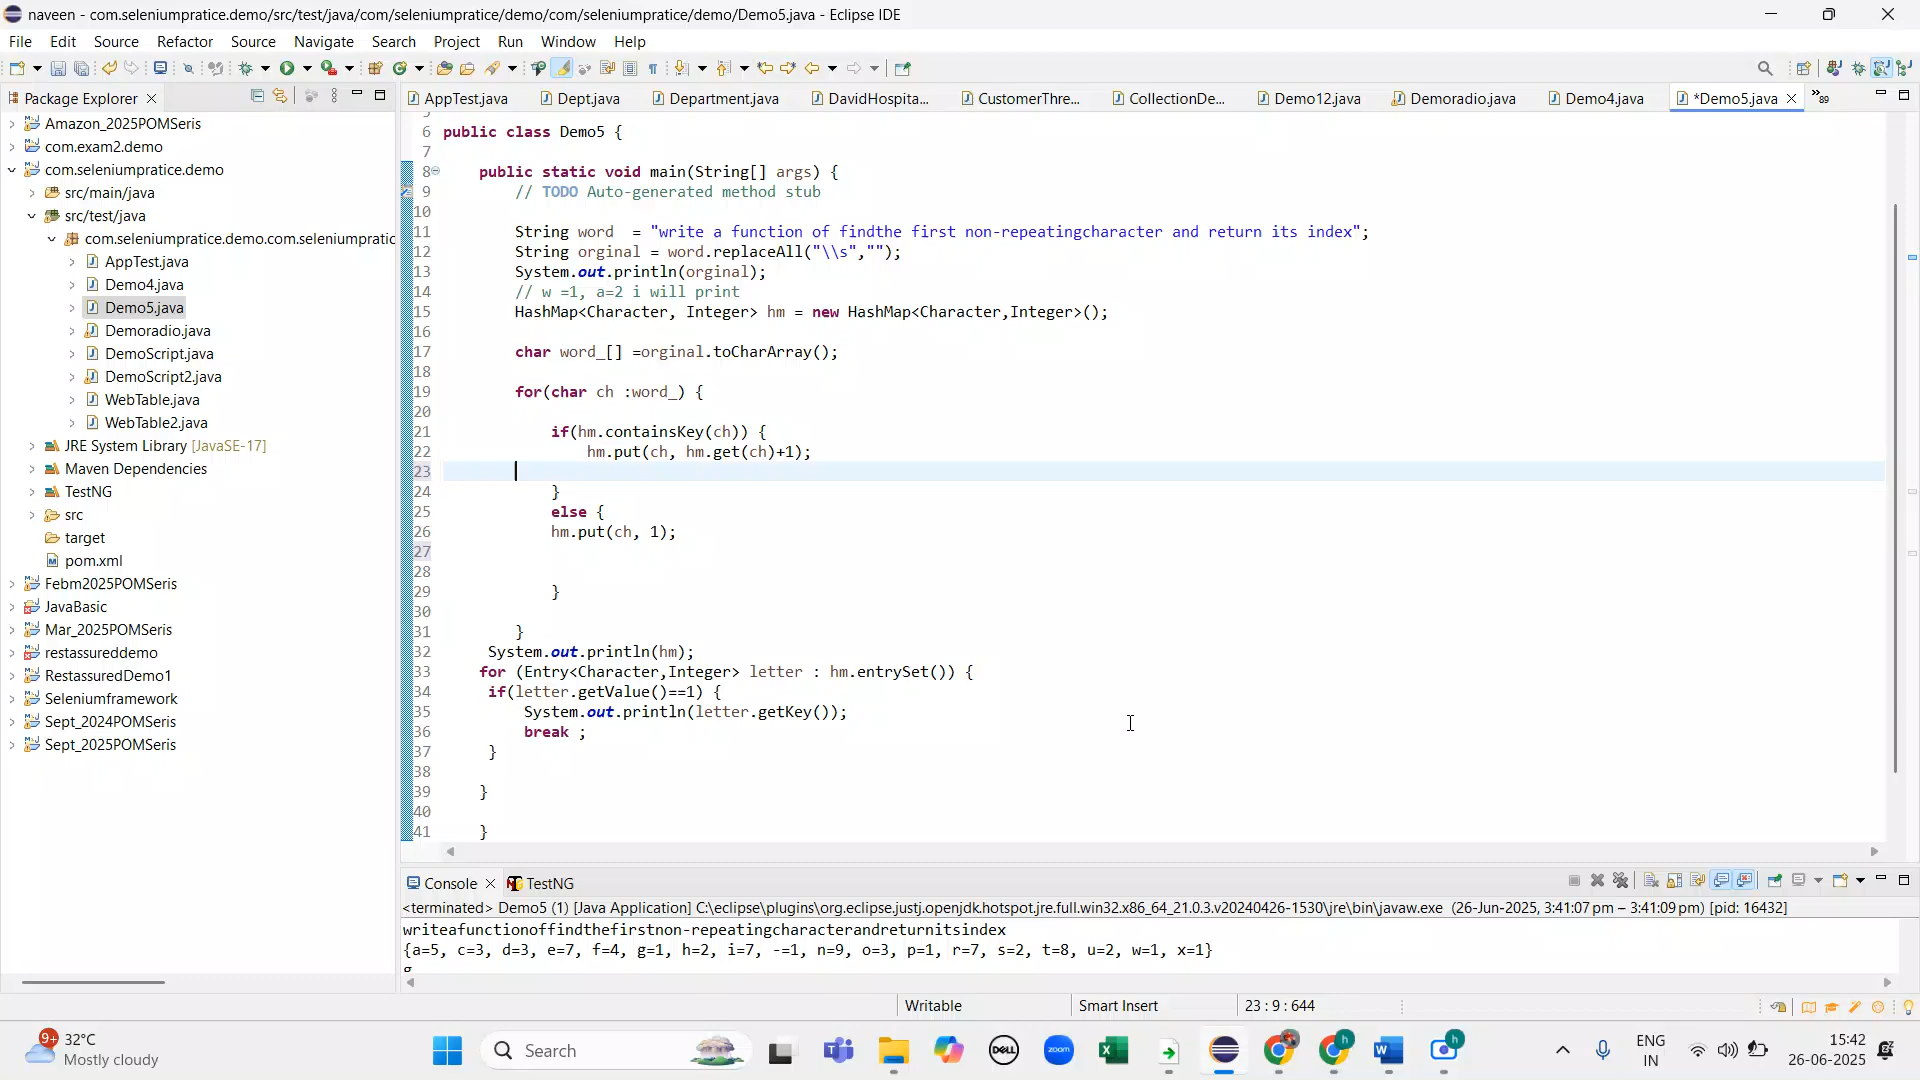 naveen - com.seleniumpratice.demo/src/test/java/com/seleniumpratice/demo/com/seleniumpratice/demo/Demo5.java - Eclipse IDE
File Edit Source Refactor Source Navigate Search Project Run Window Help
Package Explorer
AppTest.java Dept.java Department.java DavidHospita... CustomerThre... CollectionDe... Demo12.java Demoradio.java Demo4.java *Demo5.java »89
Amazon_2025POMSeris
com.exam2.demo
com.seleniumpratice.demo
src/main/java
src/test/java
com.seleniumpratice.demo.com.seleniumpratic
AppTest.java
Demo4.java
Demo5.java
Demoradio.java
DemoScript.java
DemoScript2.java
WebTable.java
WebTable2.java
JRE System Library [JavaSE-17]
Maven Dependencies
TestNG
src
target
pom.xml
Febm2025POMSeris
JavaBasic
Mar_2025POMSeris
restassureddemo
RestassuredDemo1
Seleniumframework
Sept_2024POMSeris
Sept_2025POMSeris
6 public class Demo5 {
7
8 public static void main(String[] args) {
9 // TODO Auto-generated method stub
10
11 String word  = "write a function of findthe first non-repeatingcharacter and return its index";
12 String orginal = word.replaceAll("\\s","");
13 System.out.println(orginal);
14 // w =1, a=2 i will print
15 HashMap<Character, Integer> hm = new HashMap<Character,Integer>();
16
17 char word_[] =orginal.toCharArray();
18
19 for(char ch :word_) {
20
21 if(hm.containsKey(ch)) {
22 hm.put(ch, hm.get(ch)+1);
23
24 }
25 else {
26 hm.put(ch, 1);
27
28
29 }
30
31 }
32 System.out.println(hm);
33 for (Entry<Character,Integer> letter : hm.entrySet()) {
34 if(letter.getValue()==1) {
35 System.out.println(letter.getKey());
36 break ;
37 }
38
39 }
40
41 }
Console TestNG
<terminated> Demo5 (1) [Java Application] C:\eclipse\plugins\org.eclipse.justj.openjdk.hotspot.jre.full.win32.x86_64_21.0.3.v20240426-1530\jre\bin\javaw.exe (26-Jun-2025, 3:41:07 pm – 3:41:09 pm) [pid: 16432]
writeafunctionoffindthefirstnon-repeatingcharacterandreturnitsindex
{a=5, c=3, d=3, e=7, f=4, g=1, h=2, i=7, -=1, n=9, o=3, p=1, r=7, s=2, t=8, u=2, w=1, x=1}
g
Writable Smart Insert 23 : 9 : 644
9+ 32°C
Mostly cloudy
Search
DELL zoom
ENG
IN
15:42
26-06-2025